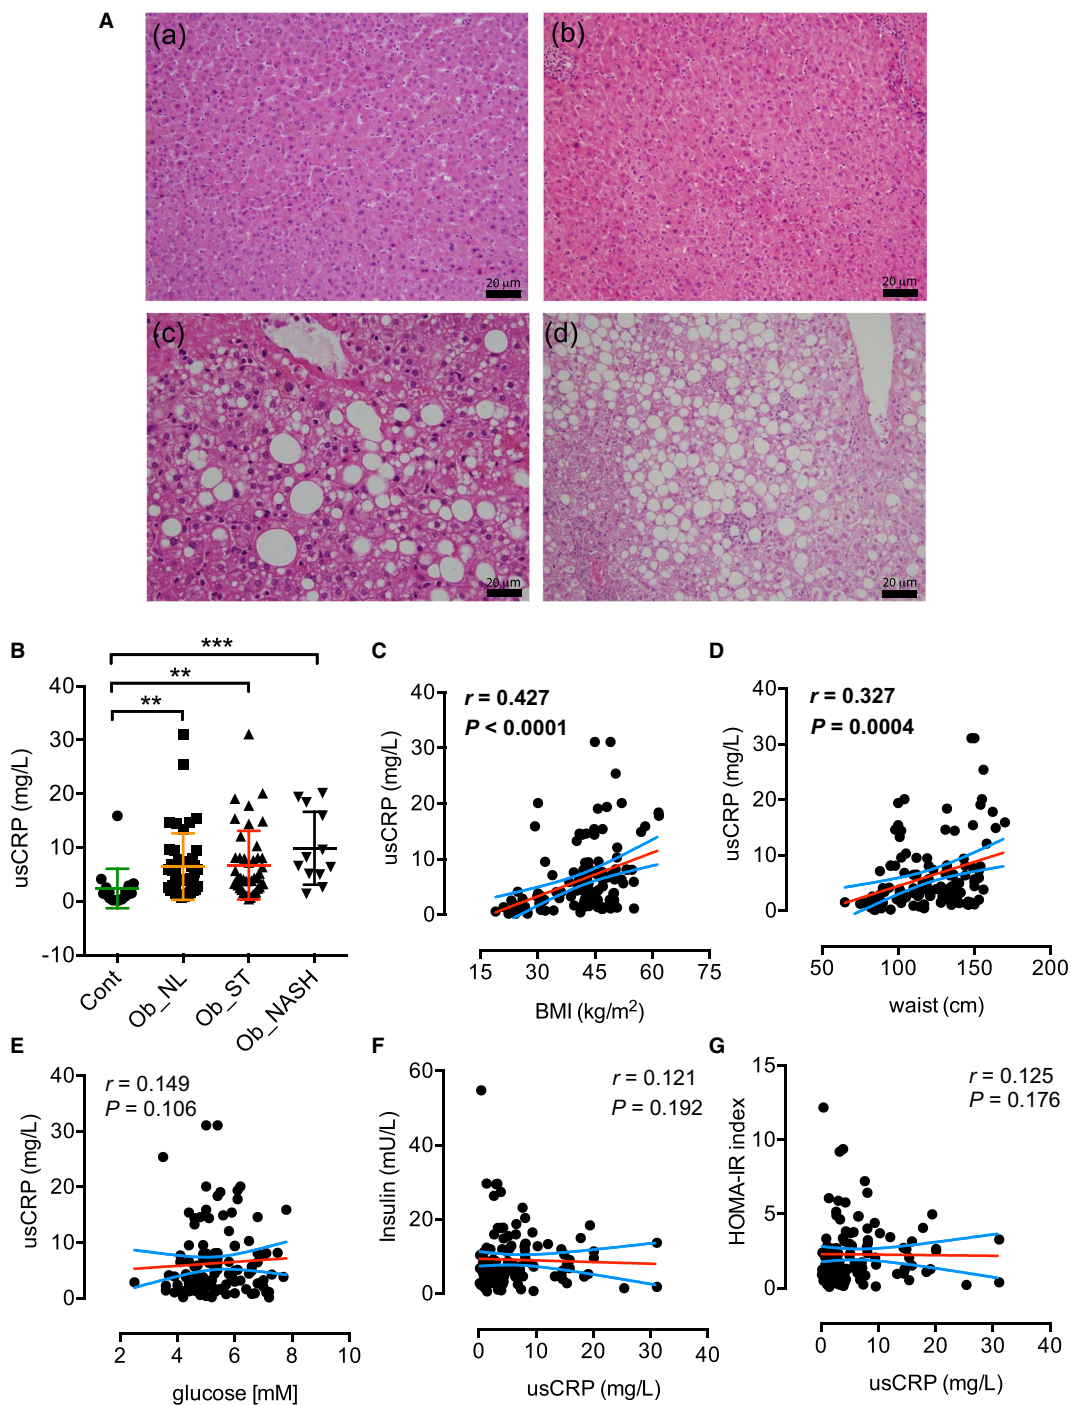 A
(a)
(b)
20 µm
20 µm
(c)
(d)
20 µm
20 µm
B
***
**
**
usCRP (mg/L)
40
30
20
10
0
-10
Cont
Ob_NL
Ob_ST
Ob_NASH
C
r = 0.427
P < 0.0001
usCRP (mg/L)
40
30
20
10
0
15 30 45 60 75
BMI (kg/m²)
D
r = 0.327
P = 0.0004
usCRP (mg/L)
40
30
20
10
0
50 100 150 200
waist (cm)
E
r = 0.149
P = 0.106
usCRP (mg/L)
40
30
20
10
0
2 4 6 8 10
glucose [mM]
F
r = 0.121
P = 0.192
Insulin (mU/L)
60
40
20
0
0 10 20 30 40
usCRP (mg/L)
G
r = 0.125
P = 0.176
HOMA-IR index
15
10
5
0
0 10 20 30 40
usCRP (mg/L)